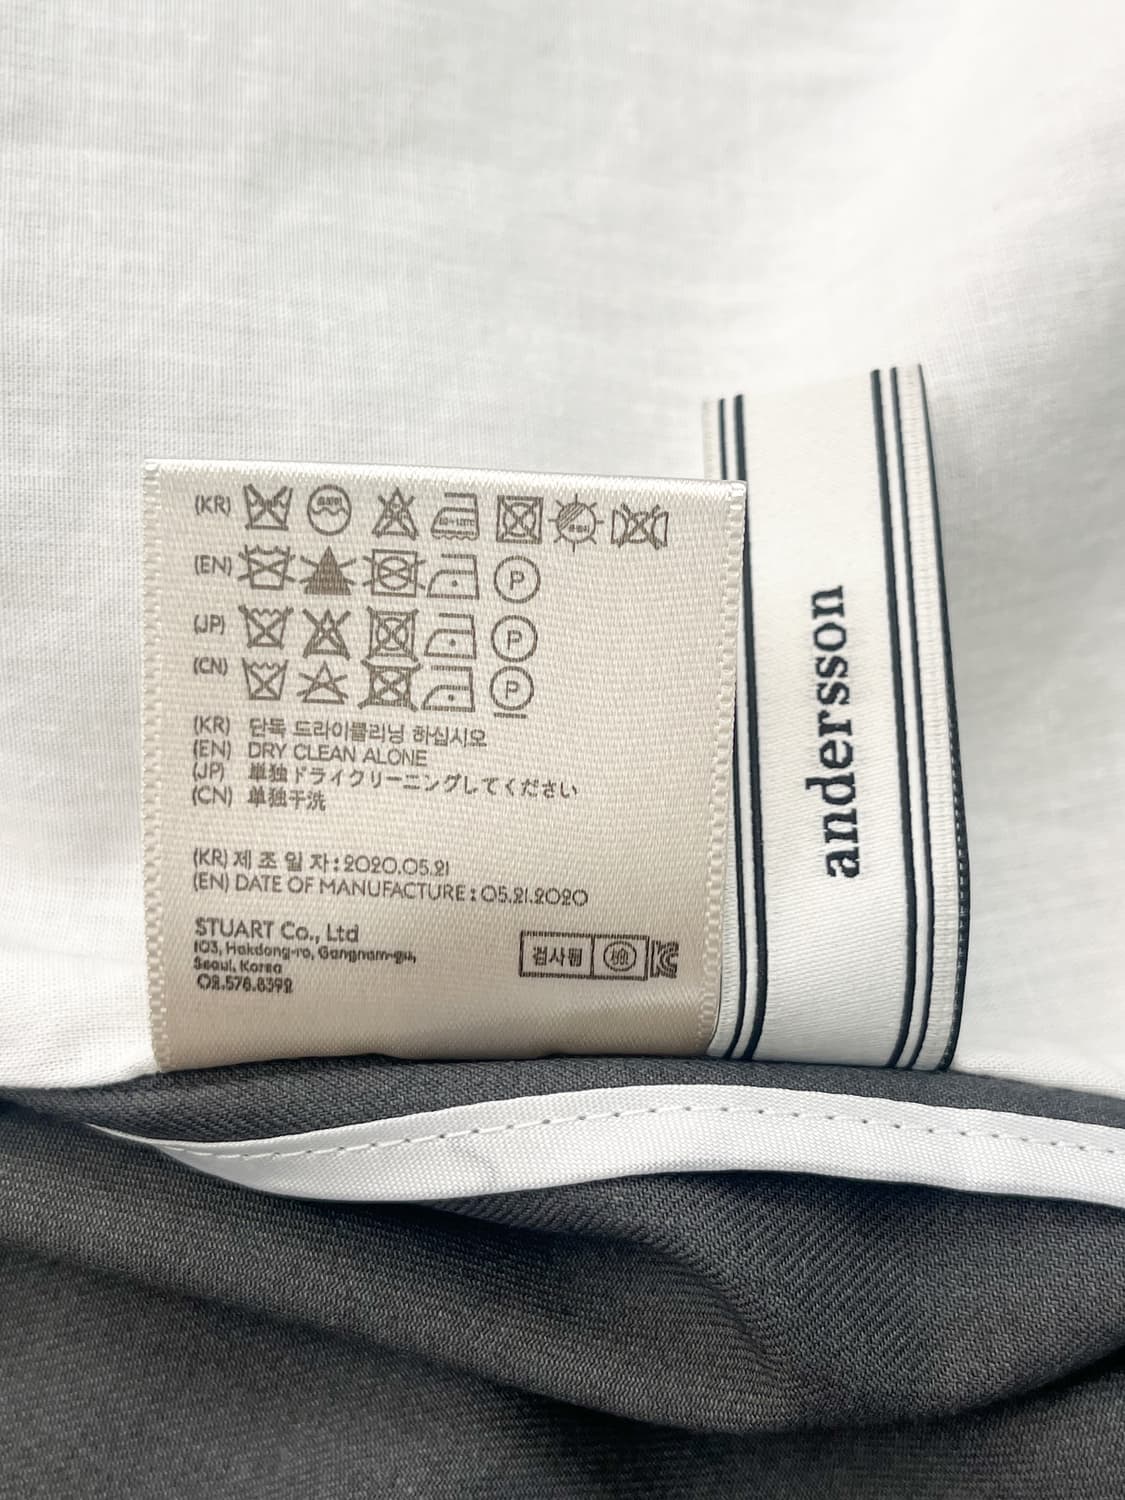 (KR)
(EN)
P
(JP)
P
(CN)
P
(KR) 단독 드라이클리닝 하십시오
(EN) DRY CLEAN ALONE
(JP) 単独ドライクリーニングしてください
(CN) 单独干洗
(KR) 제 조 일 자 : 2020.05.21
(EN) DATE OF MANUFACTURE : 05.21.2020
STUART Co., Ltd
103, Hakdong-ro, Gangnam-gu,
Seoul, Korea
02.578.8392
검사필 檢
andersson